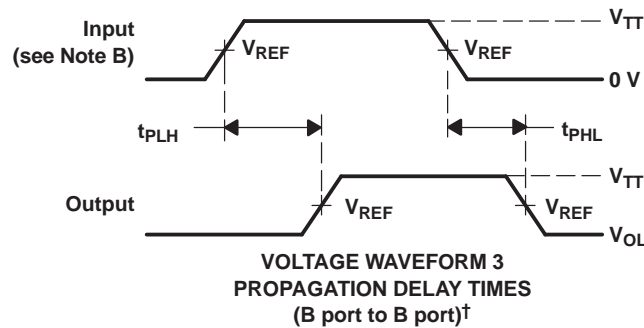 Input
(see Note B)
VREF
VREF
VTT
0 V
tPLH
tPHL
Output
VREF
VREF
VTT
VOL
VOLTAGE WAVEFORM 3
PROPAGATION DELAY TIMES
(B port to B port)†